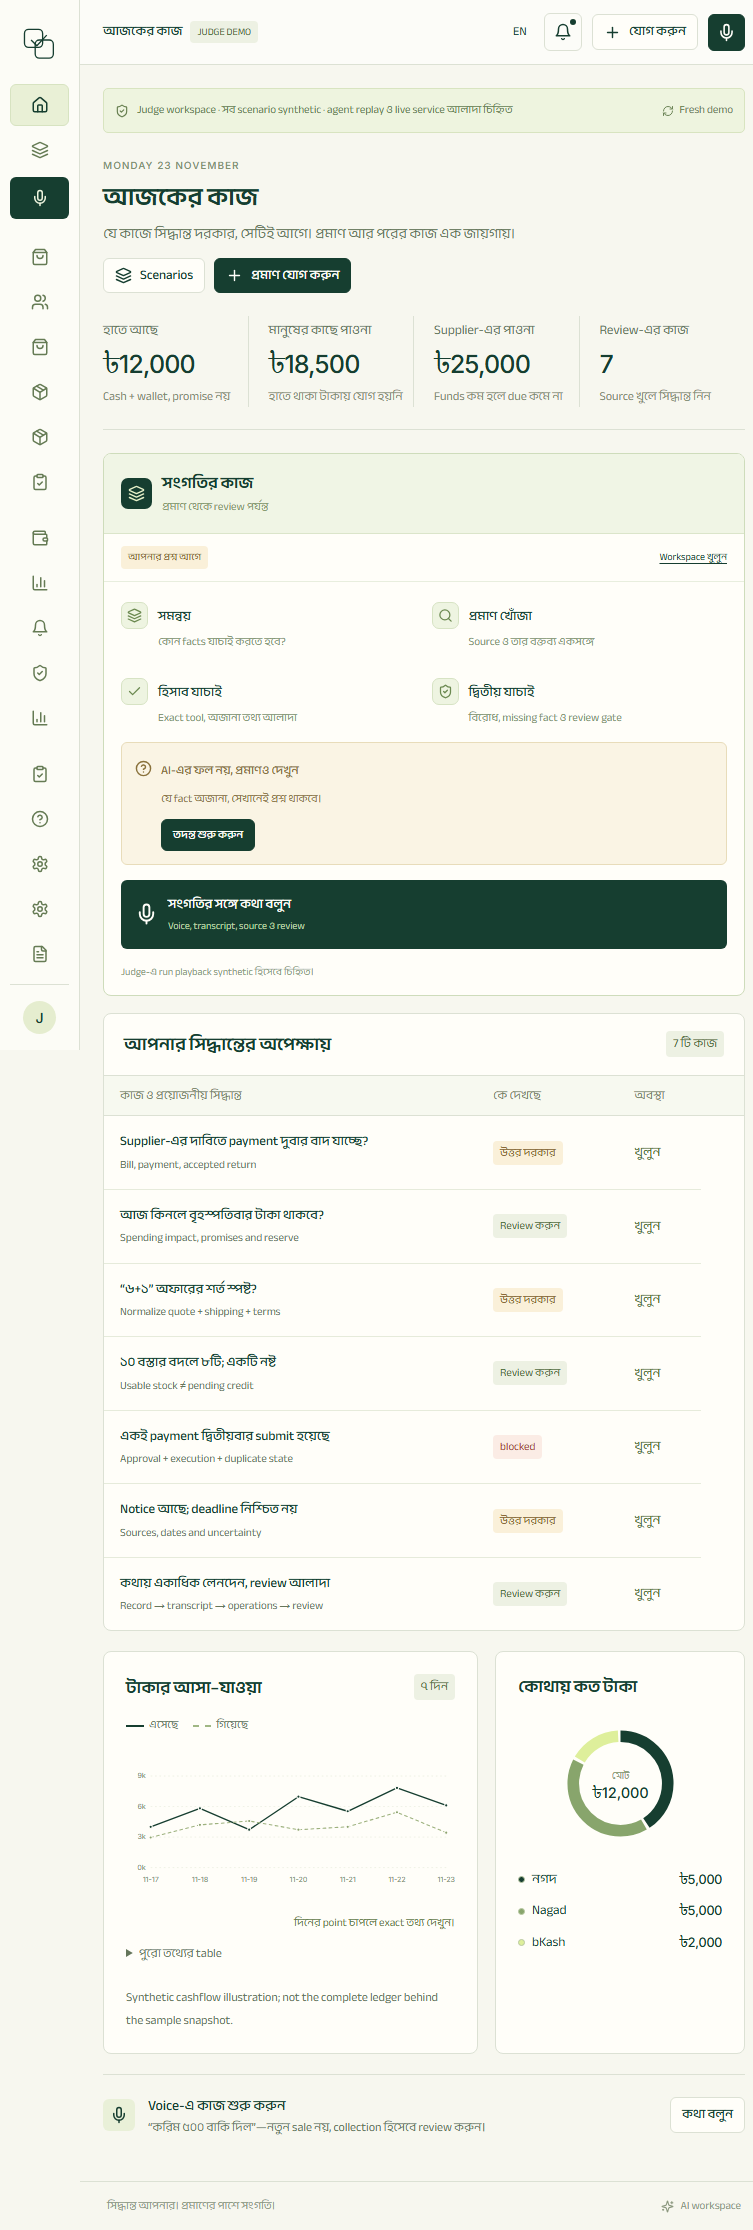 আজকের কাজ JUDGE DEMO EN যোগ করুন
Judge workspace · সব scenario synthetic · agent replay ও live service আলাদা চিহ্নিত Fresh demo
MONDAY 23 NOVEMBER
আজকের কাজ
যে কাজে সিদ্ধান্ত দরকার, সেটিই আগে। প্রমাণ আর পরের কাজ এক জায়গায়।
Scenarios প্রমাণ যোগ করুন
হাতে আছে
৳12,000
Cash + wallet, promise নয়
মানুষের কাছে পাওনা
৳18,500
হাতে থাকা টাকায় যোগ হয়নি
Supplier-এর পাওনা
৳25,000
Funds কম হলে due কমে না
Review-এর কাজ
7
Source খুলে সিদ্ধান্ত নিন
সংগতির কাজ
প্রমাণ থেকে review পর্যন্ত
আপনার প্রশ্ন আগে Workspace খুলুন
সমন্বয়
কোন facts যাচাই করতে হবে?
প্রমাণ খোঁজা
Source ও তার বক্তব্য একসঙ্গে
হিসাব যাচাই
Exact tool, অজানা তথ্য আলাদা
দ্বিতীয় যাচাই
বিরোধ, missing fact ও review gate
AI-এর ফল নয়, প্রমাণও দেখুন
যে fact অজানা, সেখানেই প্রশ্ন থাকবে।
তদন্ত শুরু করুন
সংগতির সঙ্গে কথা বলুন
Voice, transcript, source ও review
Judge-এ run playback synthetic হিসেবে চিহ্নিত।
আপনার সিদ্ধান্তের অপেক্ষায় 7 টি কাজ
কাজ ও প্রয়োজনীয় সিদ্ধান্ত কে দেখছে অবস্থা
Supplier-এর দাবিতে payment দুবার বাদ যাচ্ছে? উত্তর দরকার খুলুন
Bill, payment, accepted return
আজ কিনলে বৃহস্পতিবার টাকা থাকবে? Review করুন খুলুন
Spending impact, promises and reserve
“৬+১” অফারের শর্ত স্পষ্ট? উত্তর দরকার খুলুন
Normalize quote + shipping + terms
১০ বস্তার বদলে ৮টি; একটি নষ্ট Review করুন খুলুন
Usable stock ≠ pending credit
একই payment দ্বিতীয়বার submit হয়েছে blocked খুলুন
Approval + execution + duplicate state
Notice আছে; deadline নিশ্চিত নয় উত্তর দরকার খুলুন
Sources, dates and uncertainty
কথায় একাধিক লেনদেন, review আলাদা Review করুন খুলুন
Record → transcript → operations → review
টাকার আসা-যাওয়া ৭ দিন
এসেছে গিয়েছে
9k
6k
3k
0k
11-17 11-18 11-19 11-20 11-21 11-22 11-23
দিনের point চাপলে exact তথ্য দেখুন।
পুরো তথ্যের table
Synthetic cashflow illustration; not the complete ledger behind
the sample snapshot.
কোথায় কত টাকা
মোট
৳12,000
নগদ ৳5,000
Nagad ৳5,000
bKash ৳2,000
Voice-এ কাজ শুরু করুন
“করিম ৫০০ বাকি দিল”—নতুন sale নয়, collection হিসেবে review করুন।
কথা বলুন
সিদ্ধান্ত আপনার। প্রমাণের পাশে সংগতি। AI workspace
J